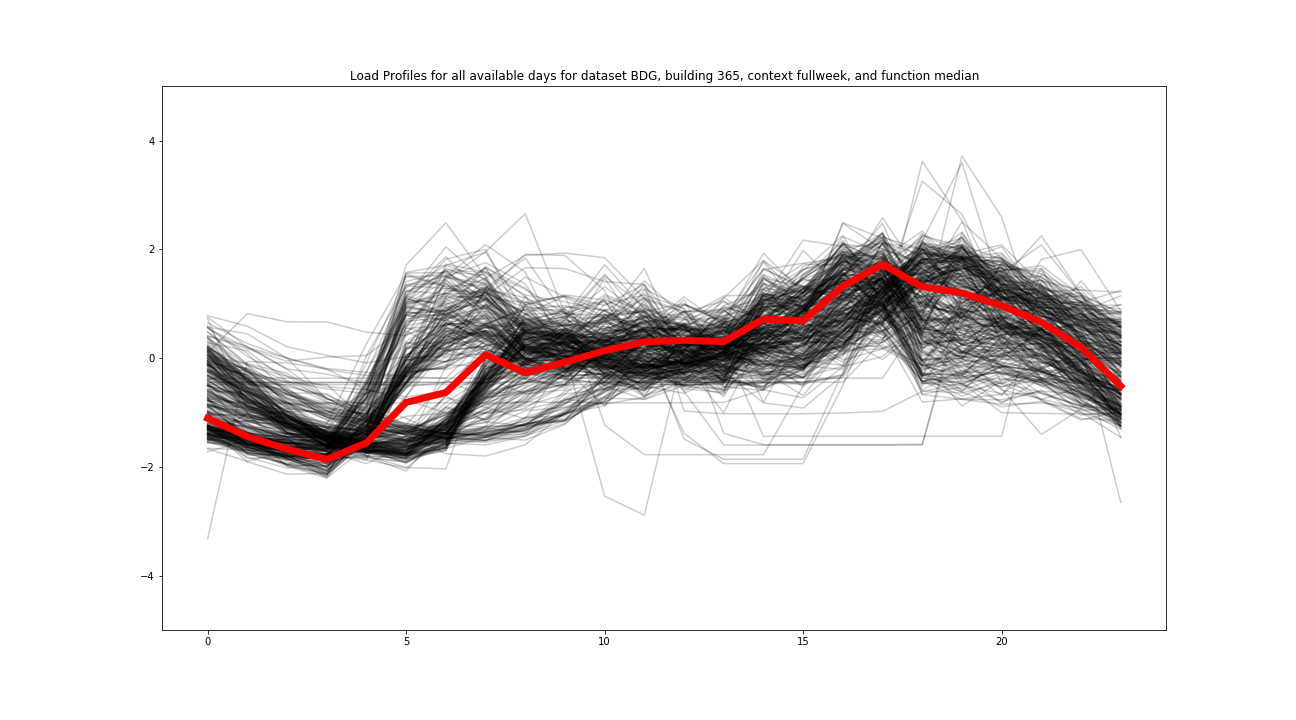 Load Profiles for all available days for dataset BDG, building 365, context fullweek, and function median
4
2
0
−2
−4
0 5 10 15 20